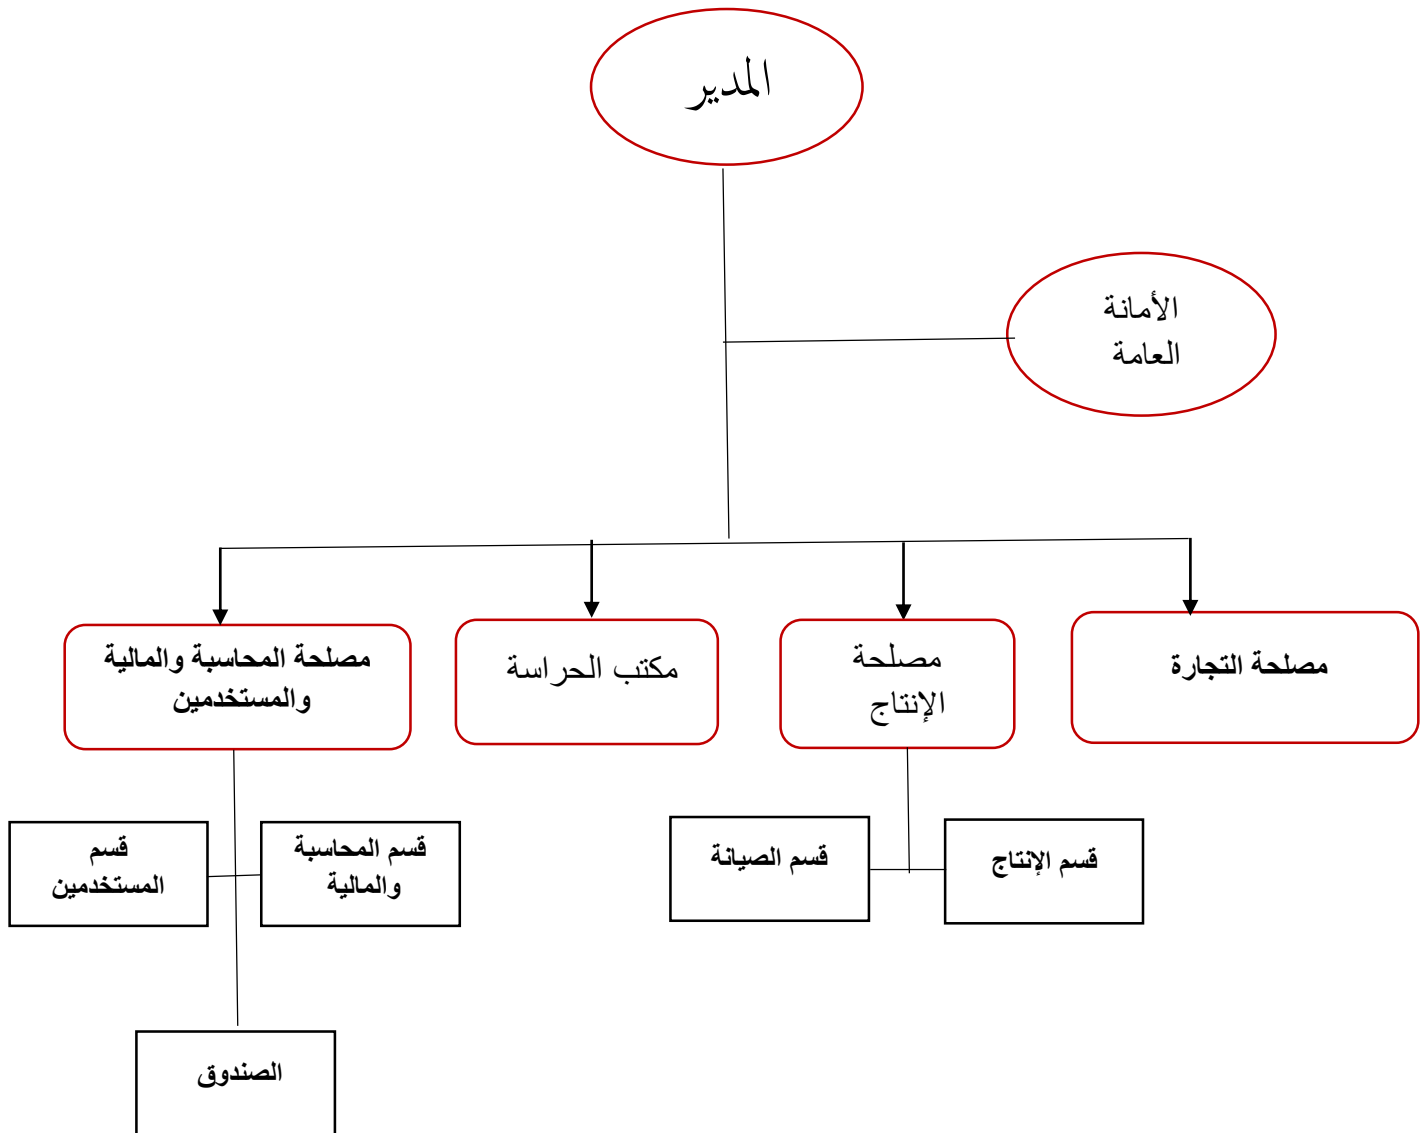 المدير
الأمانة
العامة
مصلحة التجارة
مصلحة
الإنتاج
مكتب الحراسة
مصلحة المحاسبة والمالية
والمستخدمين
قسم الإنتاج
قسم الصيانة
قسم المحاسبة
والمالية
قسم
المستخدمين
الصندوق